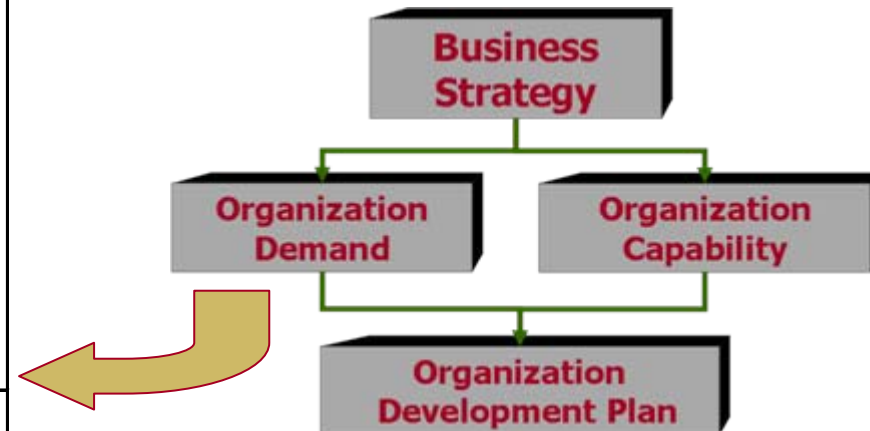 Business
Strategy
Organization
Demand
Organization
Capability
Organization
Development Plan